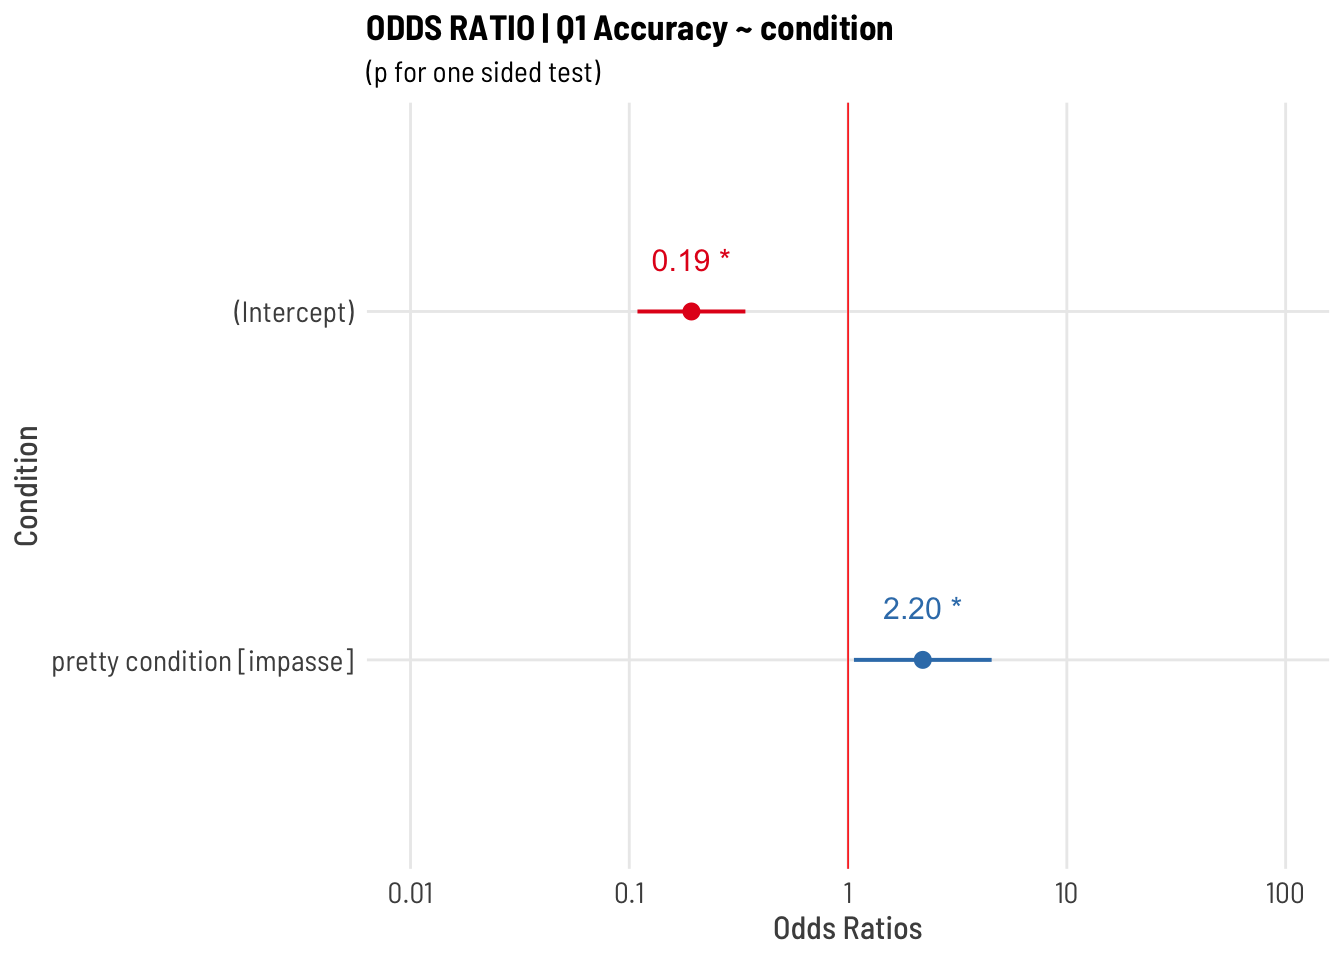 ODDS RATIO | Q1 Accuracy ~ condition
(p for one sided test)
0.19 *
(Intercept)
Condition
2.20 *
pretty condition [impasse]
0.01 0.1 1 10 100
Odds Ratios